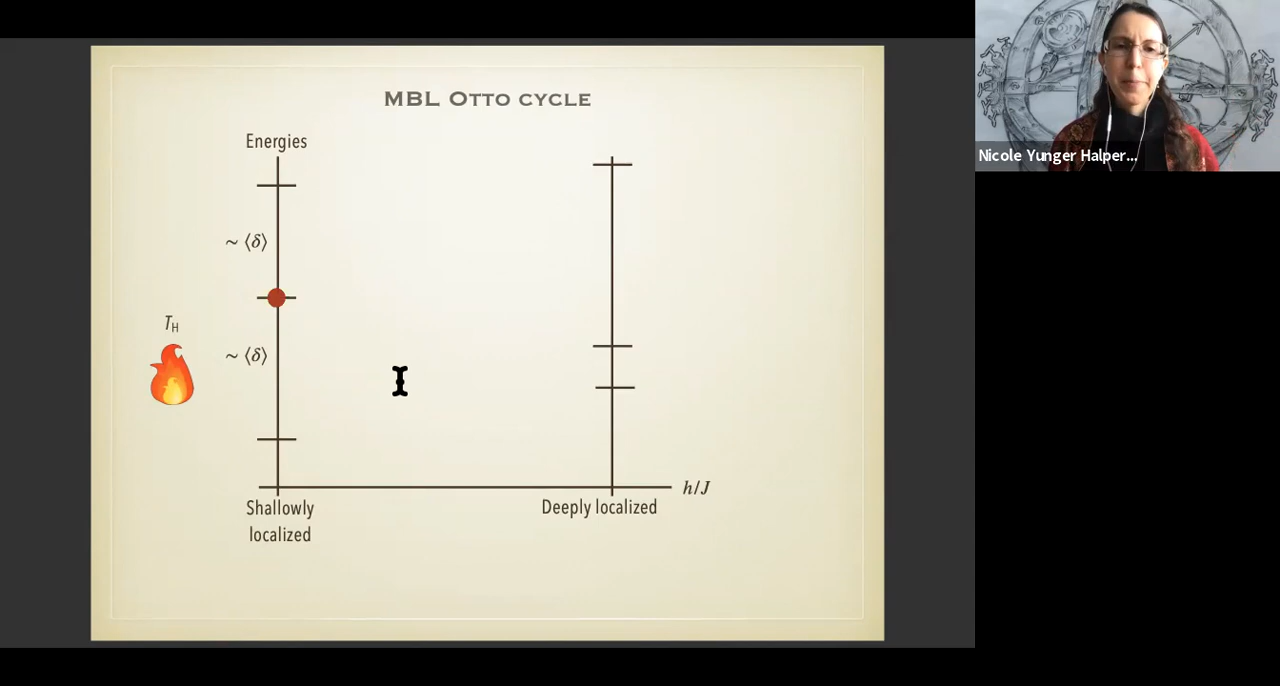 MBL OTTO CYCLE
Energies
~ ⟨δ⟩
T_H
~ ⟨δ⟩
h/J
Shallowly
localized
Deeply localized
Nicole Yunger Halper...